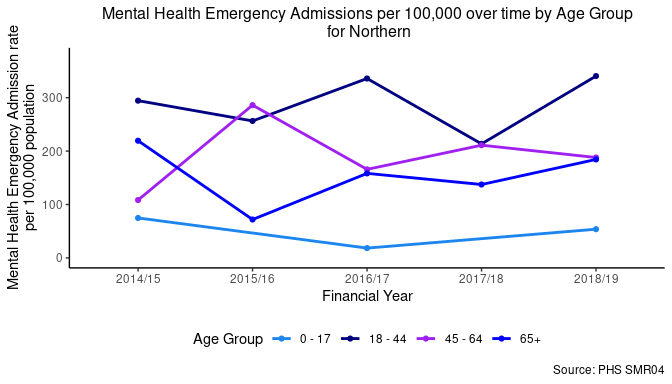 Mental Health Emergency Admissions per 100,000 over time by Age Group
for Northern
Mental Health Emergency Admission rate
per 100,000 population
300
200
100
0
2014/15 2015/16 2016/17 2017/18 2018/19
Financial Year
Age Group 0 - 17 18 - 44 45 - 64 65+
Source: PHS SMR04